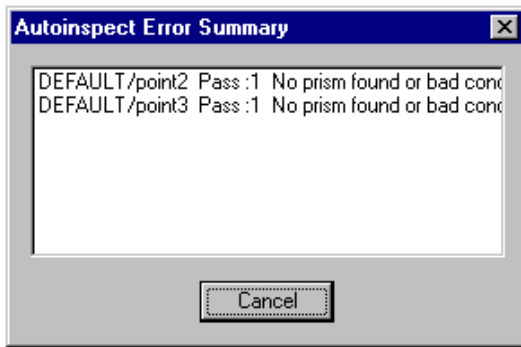 Autoinspect Error Summary
DEFAULT/point2 Pass :1 No prism found or bad cond
DEFAULT/point3 Pass :1 No prism found or bad cond
Cancel